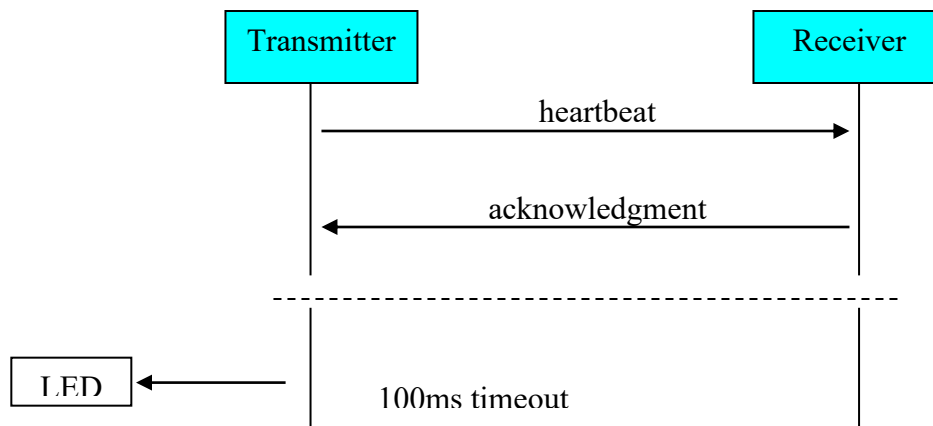 Transmitter
Receiver
heartbeat
acknowledgment
LED
100ms timeout